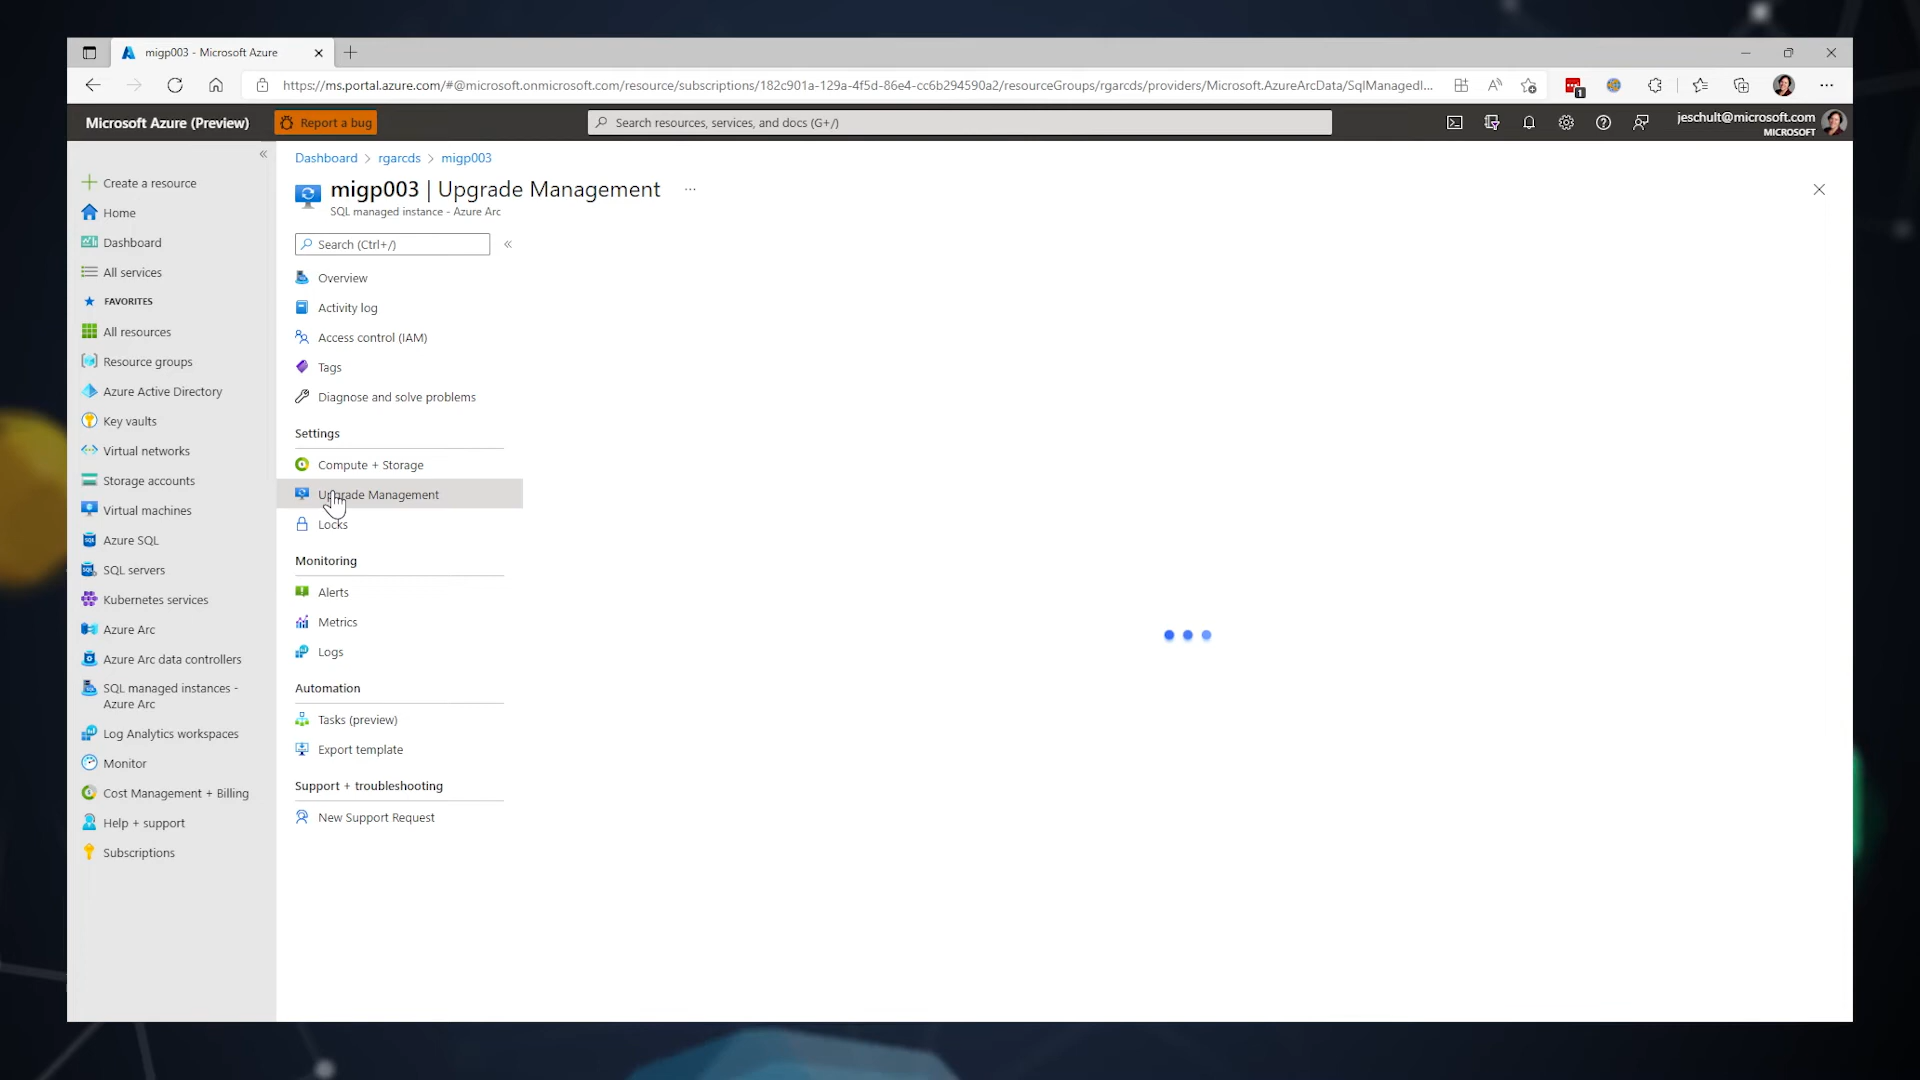 migp003 - Microsoft Azure
https://ms.portal.azure.com/#@microsoft.onmicrosoft.com/resource/subscriptions/182c901a-129a-4f5d-86e4-cc6b294590a2/resourceGroups/rgarcds/providers/Microsoft.AzureArcData/SqlManagedI...
1
Microsoft Azure (Preview)
Report a bug
Search resources, services, and docs (G+/)
jeschult@microsoft.com
MICROSOFT
Create a resource
Home
Dashboard
All services
FAVORITES
All resources
Resource groups
Azure Active Directory
Key vaults
Virtual networks
Storage accounts
Virtual machines
Azure SQL
SQL servers
Kubernetes services
Azure Arc
Azure Arc data controllers
SQL managed instances -
Azure Arc
Log Analytics workspaces
Monitor
Cost Management + Billing
Help + support
Subscriptions
Dashboard > rgarcds > migp003
migp003 | Upgrade Management ...
SQL managed instance - Azure Arc
Search (Ctrl+/)
Overview
Activity log
Access control (IAM)
Tags
Diagnose and solve problems
Settings
Compute + Storage
Upgrade Management
Locks
Monitoring
Alerts
Metrics
Logs
Automation
Tasks (preview)
Export template
Support + troubleshooting
New Support Request